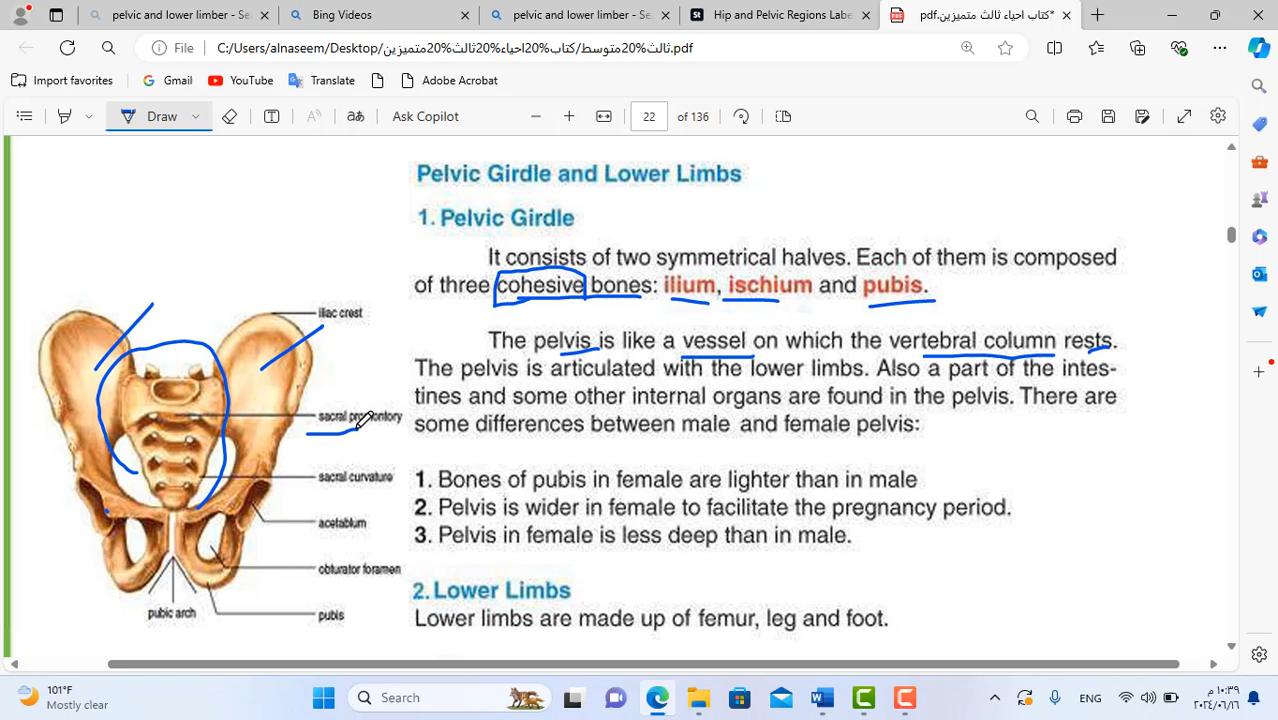 pelvic and lower limber - Se
Bing Videos
pelvic and lower limber - Se
Hip and Pelvic Regions Labe
كتاب احياء ثالث متميزين.pdf*
File
C:/Users/alnaseem/Desktop/ثالث%20متوسط/كتاب%20احياء%20ثالث%20متميزين.pdf
Import favorites
Gmail
YouTube
Translate
Adobe Acrobat
Draw
Ask Copilot
22
of 136
Pelvic Girdle and Lower Limbs
1. Pelvic Girdle
It consists of two symmetrical halves. Each of them is composed
of three cohesive bones: ilium, ischium and pubis.
The pelvis is like a vessel on which the vertebral column rests.
The pelvis is articulated with the lower limbs. Also a part of the intes-
tines and some other internal organs are found in the pelvis. There are
some differences between male and female pelvis:
1. Bones of pubis in female are lighter than in male
2. Pelvis is wider in female to facilitate the pregnancy period.
3. Pelvis in female is less deep than in male.
2. Lower Limbs
Lower limbs are made up of femur, leg and foot.
iliac crest
sacral promontory
sacral curvature
acetablum
obturator foramen
pubic arch
pubis
101°F
Mostly clear
Search
ENG